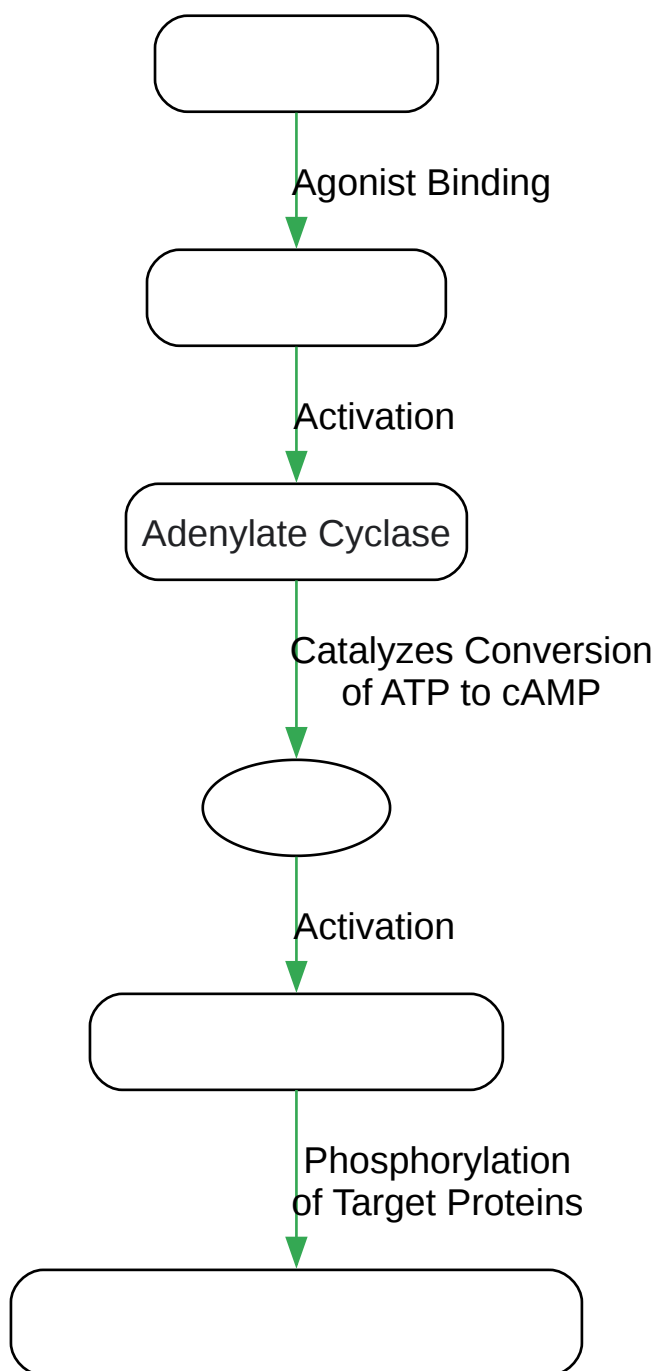 Agonist Binding
Activation
Adenylate Cyclase
Catalyzes Conversion
of ATP to cAMP
Activation
Phosphorylation
of Target Proteins